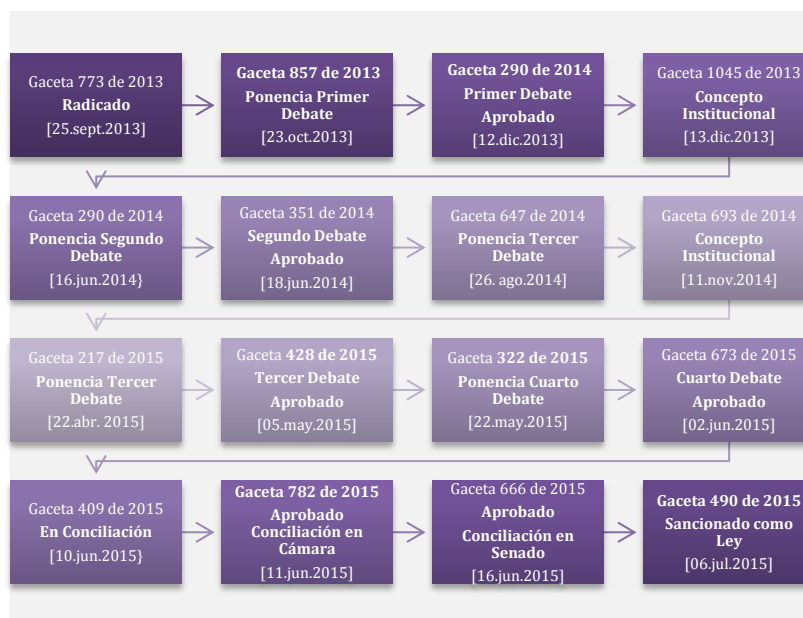 Gaceta 773 de 2013
Radicado
[25.sept.2013]
Gaceta 857 de 2013
Ponencia Primer
Debate
[23.oct.2013]
Gaceta 290 de 2014
Primer Debate
Aprobado
[12.dic.2013]
Gaceta 1045 de 2013
Concepto
Institucional
[13.dic.2013]
Gaceta 290 de 2014
Ponencia Segundo
Debate
[16.jun.2014}
Gaceta 351 de 2014
Segundo Debate
Aprobado
[18.jun.2014]
Gaceta 647 de 2014
Ponencia Tercer
Debate
[26. ago.2014]
Gaceta 693 de 2014
Concepto
Institucional
[11.nov.2014]
Gaceta 217 de 2015
Ponencia Tercer
Debate
[22.abr. 2015]
Gaceta 428 de 2015
Tercer Debate
Aprobado
[05.may.2015]
Gaceta 322 de 2015
Ponencia Cuarto
Debate
[22.may.2015]
Gaceta 673 de 2015
Cuarto Debate
Aprobado
[02.jun.2015]
Gaceta 409 de 2015
En Conciliación
[10.jun.2015}
Gaceta 782 de 2015
Aprobado
Conciliación en
Cámara
[11.jun.2015]
Gaceta 666 de 2015
Aprobado
Conciliación en
Senado
[16.jun.2015]
Gaceta 490 de 2015
Sancionado como
Ley
[06.jul.2015]